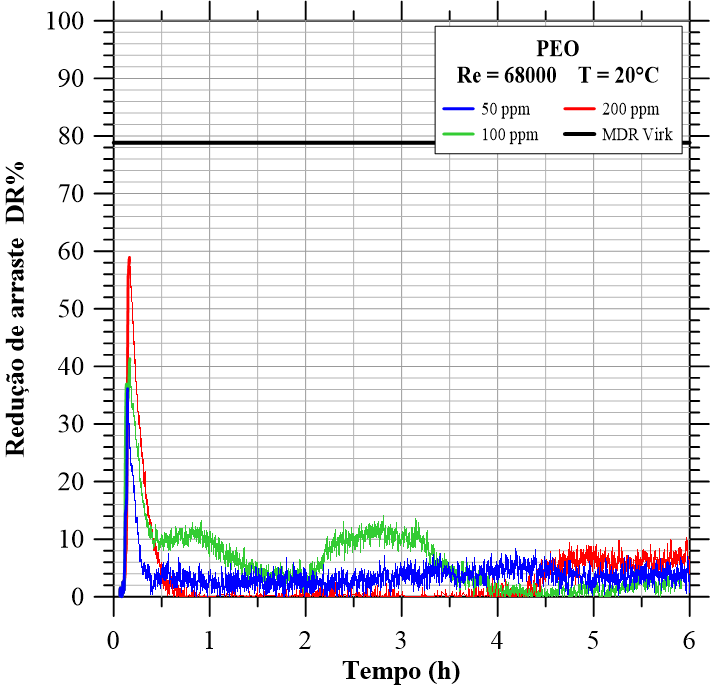 100
90
80
70
60
50
40
30
20
10
0
Redução de arraste DR%
PEO
Re = 68000 T = 20°C
50 ppm 200 ppm
100 ppm MDR Virk
0 1 2 3 4 5 6
Tempo (h)